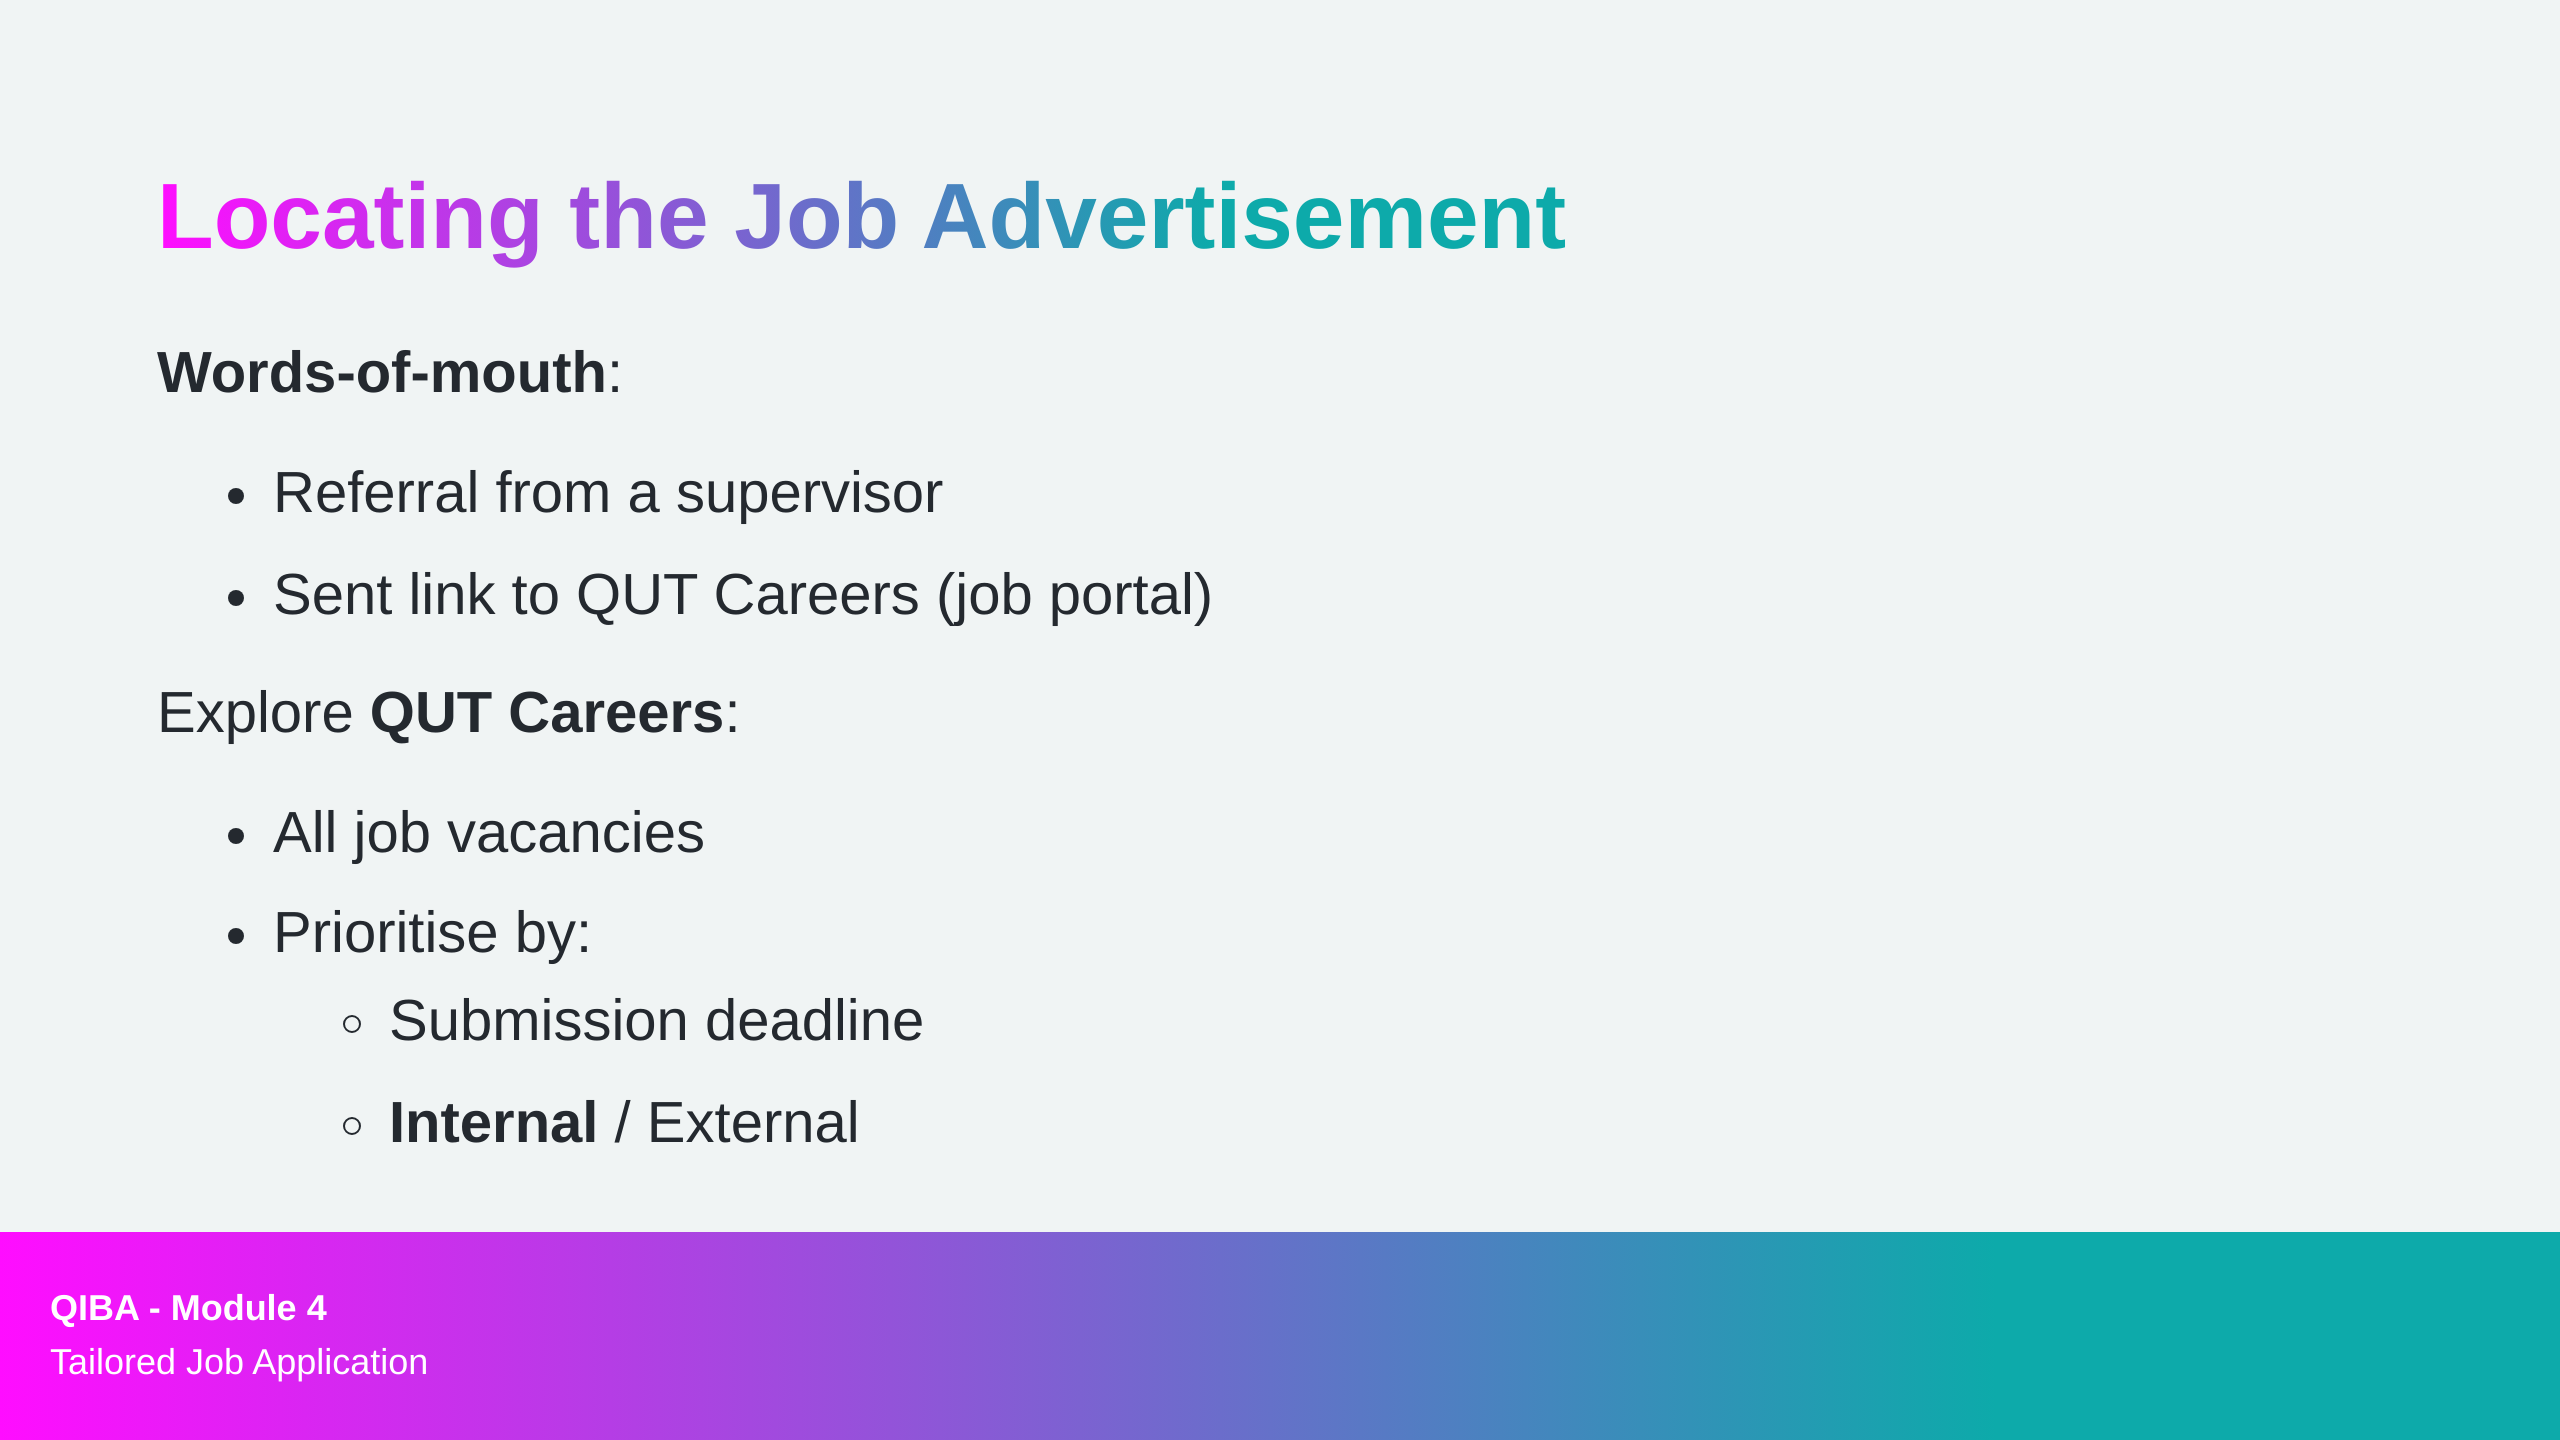 Locating the Job Advertisement
Words-of-mouth:
Referral from a supervisor
Sent link to QUT Careers (job portal)
Explore QUT Careers:
All job vacancies
Prioritise by:
Submission deadline
Internal / External
QIBA - Module 4
Tailored Job Application